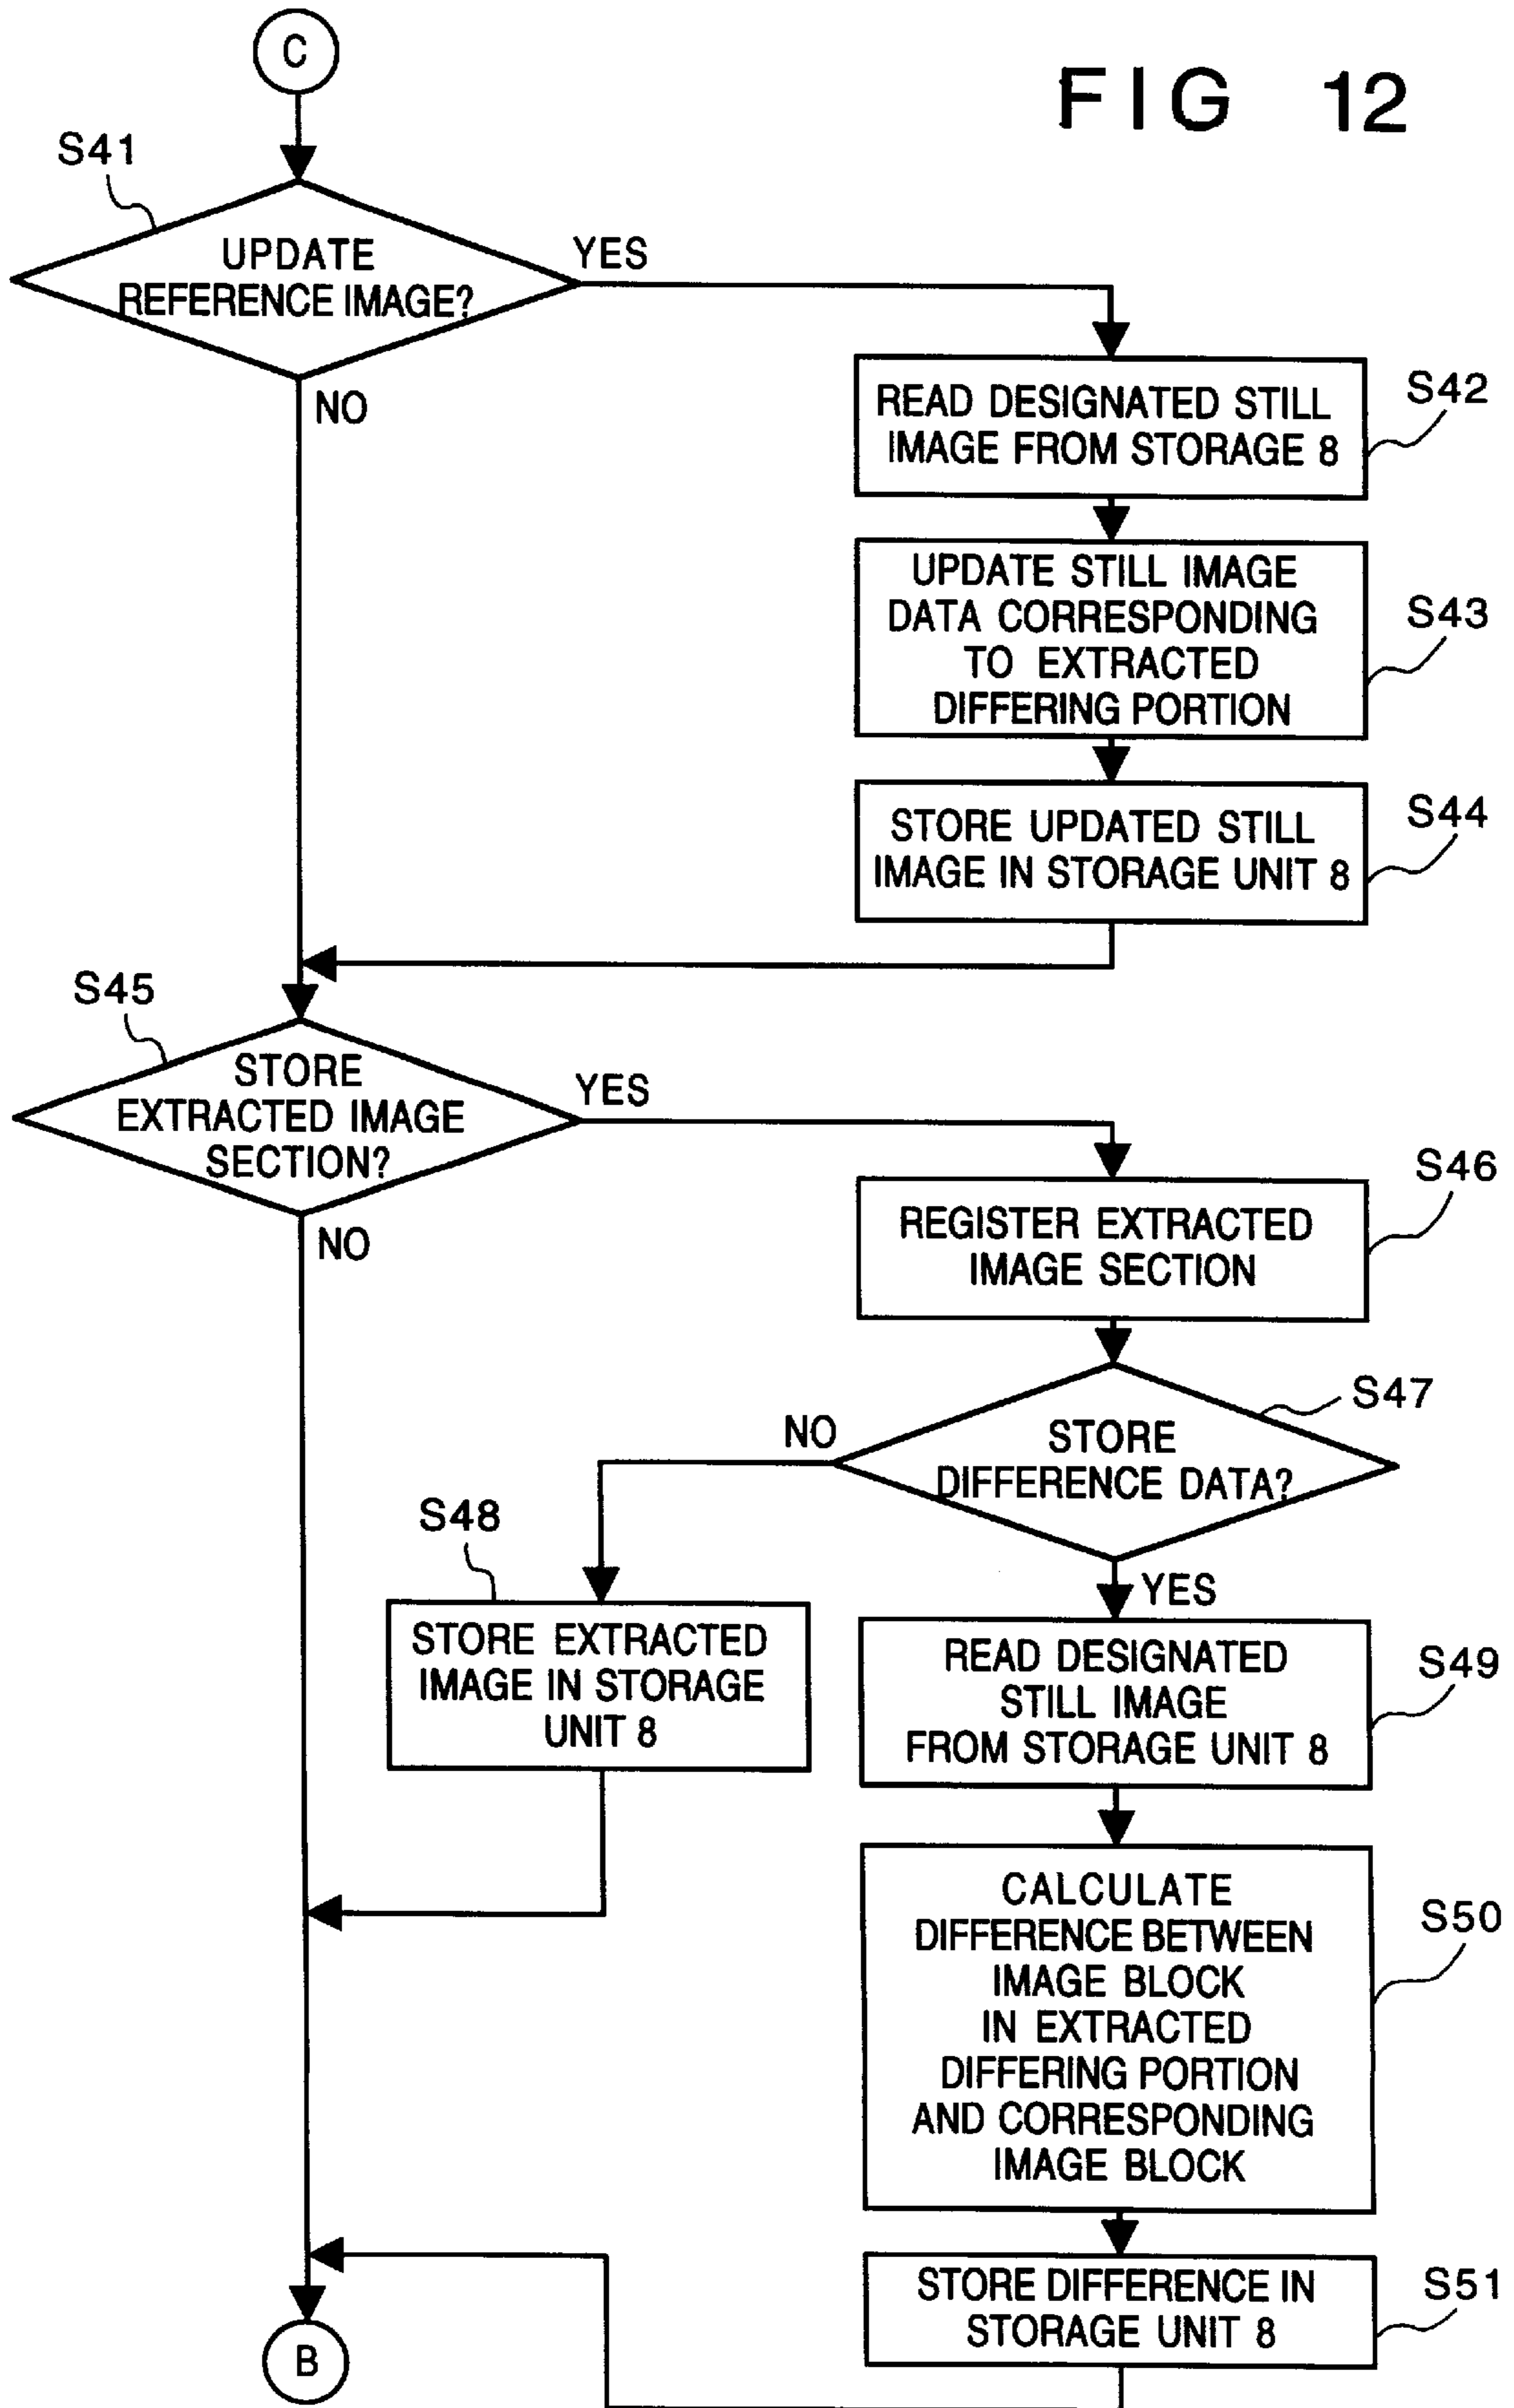 C
FIG 12
S41
UPDATE
REFERENCE IMAGE?
YES
NO
READ DESIGNATED STILL
IMAGE FROM STORAGE 8
S42
UPDATE STILL IMAGE
DATA CORRESPONDING
TO EXTRACTED
DIFFERING PORTION
S43
STORE UPDATED STILL
IMAGE IN STORAGE UNIT 8
S44
S45
STORE
EXTRACTED IMAGE
SECTION?
YES
NO
REGISTER EXTRACTED
IMAGE SECTION
S46
STORE
DIFFERENCE DATA?
S47
NO
YES
S48
STORE EXTRACTED
IMAGE IN STORAGE
UNIT 8
READ DESIGNATED
STILL IMAGE
FROM STORAGE UNIT 8
S49
CALCULATE
DIFFERENCE BETWEEN
IMAGE BLOCK
IN EXTRACTED
DIFFERING PORTION
AND CORRESPONDING
IMAGE BLOCK
S50
STORE DIFFERENCE IN
STORAGE UNIT 8
S51
B